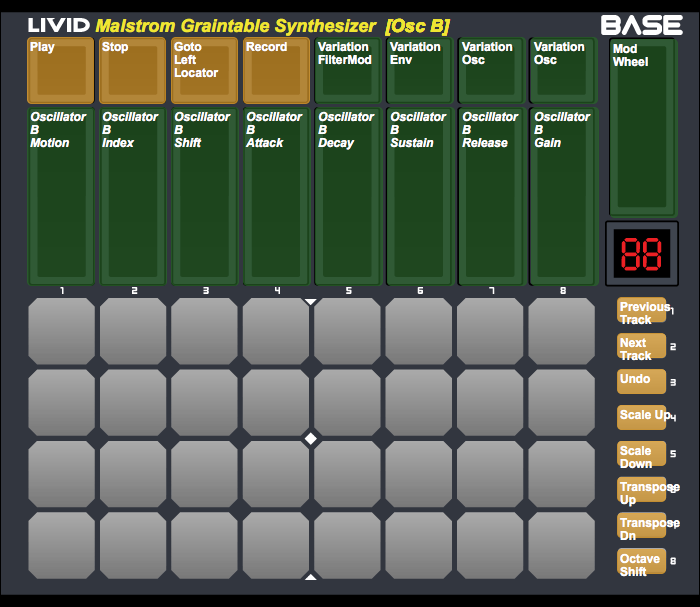 LIVID Malstrom Graintable Synthesizer [Osc B] BASE
Play
Stop
Goto
Left
Locator
Record
Variation
FilterMod
Variation
Env
Variation
Osc
Variation
Osc
Mod
Wheel
Oscillator
B
Motion
Oscillator
B
Index
Oscillator
B
Shift
Oscillator
B
Attack
Oscillator
B
Decay
Oscillator
B
Sustain
Oscillator
B
Release
Oscillator
B
Gain
88
1 2 3 4 5 6 7 8
Previous
Track
1
Next
Track
2
Undo
3
Scale Up
4
Scale
Down
5
Transpose
Up
Transpose
Dn
Octave
Shift
8